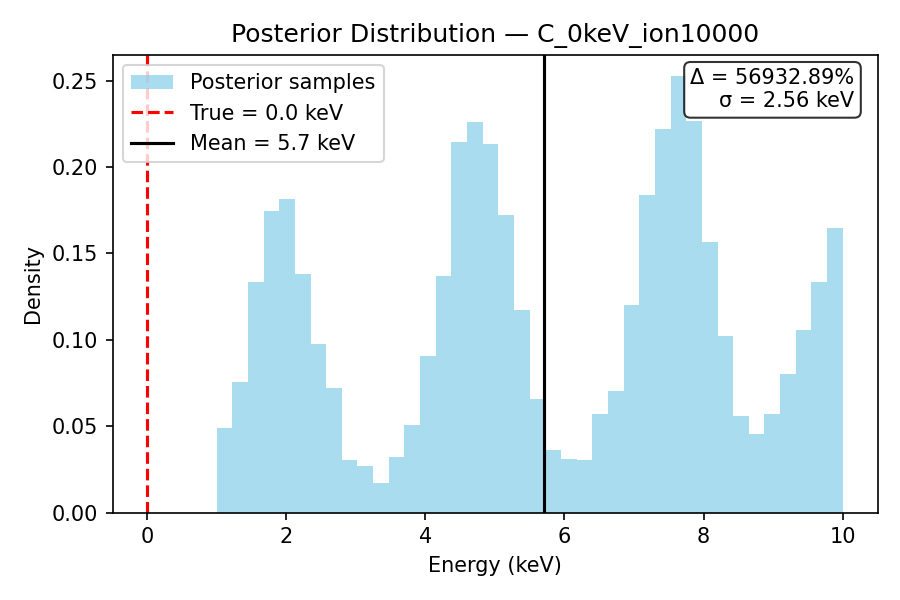 Posterior Distribution — C_0keV_ion10000
Posterior samples
True = 0.0 keV
Mean = 5.7 keV
Δ = 56932.89%
σ = 2.56 keV
0.25
0.20
0.15
0.10
0.05
0.00
Density
0 2 4 6 8 10
Energy (keV)